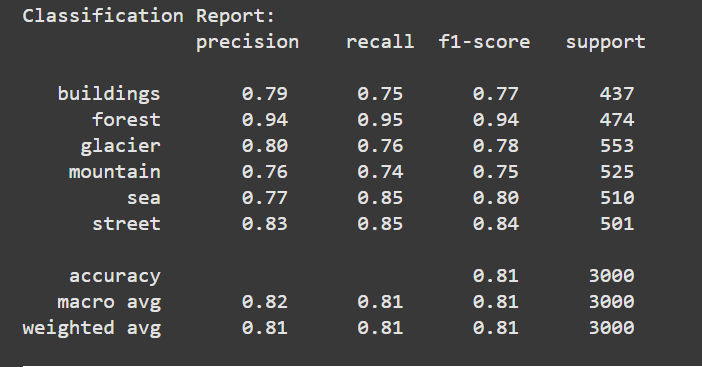 Classification Report:
precision recall f1-score support
buildings 0.79 0.75 0.77 437
forest 0.94 0.95 0.94 474
glacier 0.80 0.76 0.78 553
mountain 0.76 0.74 0.75 525
sea 0.77 0.85 0.80 510
street 0.83 0.85 0.84 501
accuracy 0.81 3000
macro avg 0.82 0.81 0.81 3000
weighted avg 0.81 0.81 0.81 3000